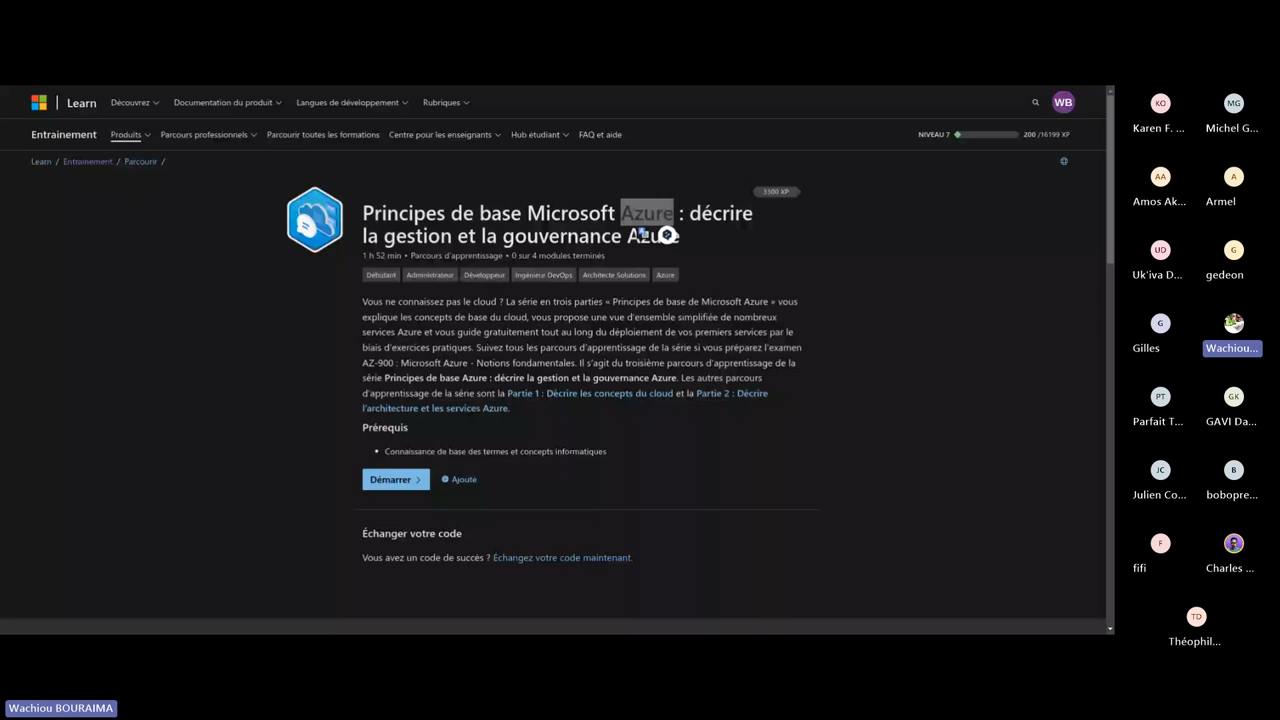 Learn Découvrez Documentation du produit Langues de développement Rubriques WB
Entrainement Produits Parcours professionnels Parcourir toutes les formations Centre pour les enseignants Hub étudiant FAQ et aide NIVEAU 7 200 /16199 XP
Learn / Entrainement / Parcourir /
3300 XP
Principes de base Microsoft Azure : décrire
la gestion et la gouvernance Azure
1 h 52 min • Parcours d'apprentissage • 0 sur 4 modules terminés
Débutant Administrateur Développeur Ingénieur DevOps Architecte Solutions Azure
Vous ne connaissez pas le cloud ? La série en trois parties « Principes de base de Microsoft Azure » vous
explique les concepts de base du cloud, vous propose une vue d'ensemble simplifiée de nombreux
services Azure et vous guide gratuitement tout au long du déploiement de vos premiers services par le
biais d'exercices pratiques. Suivez tous les parcours d'apprentissage de la série si vous préparez l'examen
AZ-900 : Microsoft Azure - Notions fondamentales. Il s'agit du troisième parcours d'apprentissage de la
série Principes de base Azure : décrire la gestion et la gouvernance Azure. Les autres parcours
d'apprentissage de la série sont la Partie 1 : Décrire les concepts du cloud et la Partie 2 : Décrire
l'architecture et les services Azure.
Prérequis
• Connaissance de base des termes et concepts informatiques
Démarrer Ajouté
Échanger votre code
Vous avez un code de succès ? Échangez votre code maintenant.
KO MG
Karen F. ... Michel G...
AA A
Amos Ak... Armel
UD G
Uk'iva D... gedeon
G
Gilles Wachiou...
PT GK
Parfait T... GAVI Da...
JC B
Julien Co... bobopre...
F
fifi Charles ...
TD
Théophil...
Wachiou BOURAIMA